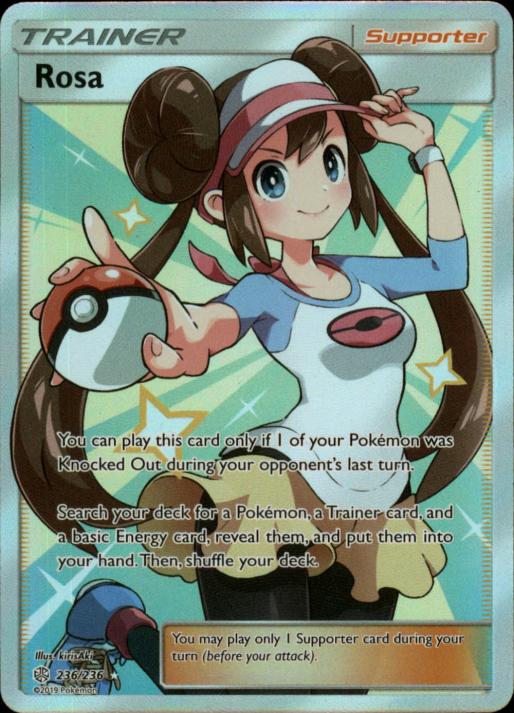 TRAINER
Supporter
Rosa
You can play this card only if 1 of your Pokémon was
Knocked Out during your opponent's last turn.
Search your deck for a Pokémon, a Trainer card, and
a basic Energy card, reveal them, and put them into
your hand. Then, shuffle your deck.
You may play only 1 Supporter card during your
turn (before your attack).
Illus. kirisAki
236/236
©2019 Pokémon